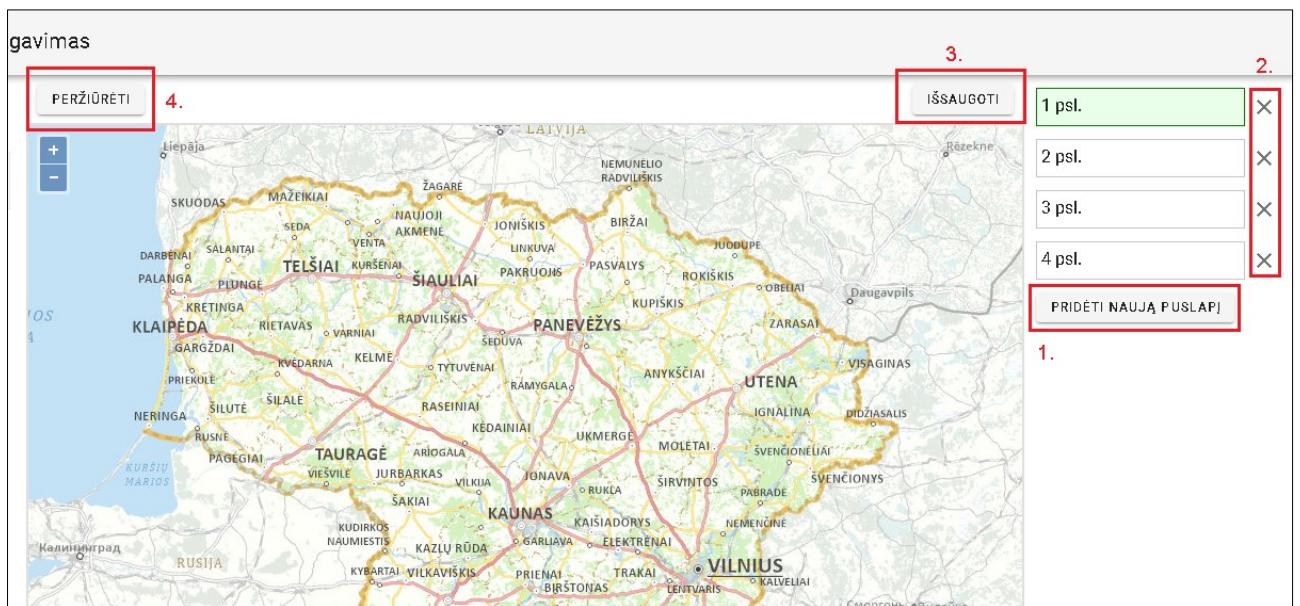 gavimas
3.
2.
PERŽIŪRĖTI
4.
IŠSAUGOTI
1 psl.
2 psl.
3 psl.
4 psl.
PRIDĖTI NAUJĄ PUSLAPĮ
1.
+
−
LATVIJA
Liepāja
Rēzekne
NEMUNĖLIO
RADVILIŠKIS
ŽAGARĖ
SKUODAS
MAŽEIKIAI
NAUJOJI
AKMENĖ
JONIŠKIS
BIRŽAI
SEDA
VENTA
LINKUVA
JUODUPĖ
DARBĖNAI
SALANTAI
TELŠIAI
KURŠĖNAI
ŠIAULIAI
PAKRUOJIS
PASVALYS
ROKIŠKIS
PALANGA
PLUNGĖ
OBELIAI
Daugavpils
KRETINGA
KUPIŠKIS
KLAIPĖDA
RIETAVAS
VARNIAI
RADVILIŠKIS
PANEVĖŽYS
ZARASAI
GARGŽDAI
ŠEDUVA
KVĖDARNA
KELMĖ
TYTUVĖNAI
VISAGINAS
PRIEKULĖ
RAMYGALA
ANYKŠČIAI
UTENA
NERINGA
ŠILUTĖ
ŠILALĖ
RASEINIAI
IGNALINA
DIDŽIASALIS
RUSNĖ
KĖDAINIAI
UKMERGĖ
MOLĖTAI
PAGĖGIAI
TAURAGĖ
ARIOGALA
ŠVENČIONĖLIAI
KURŠIŲ
MARIOS
VIEŠVILĖ
JURBARKAS
VILKIJA
JONAVA
RUKLA
ŠIRVINTOS
ŠVENČIONYS
PABRADĖ
ŠAKIAI
KAUNAS
KAIŠIADORYS
NEMENČINĖ
KUDIRKOS
NAUMIESTIS
KAZLŲ RŪDA
GARLIAVA
ELEKTRĖNAI
Калининград
RUSIJA
KYBARTAI
VILKAVIŠKIS
PRIENAI
BIRŠTONAS
TRAKAI
VILNIUS
LENTVARIS
KALVELIAI